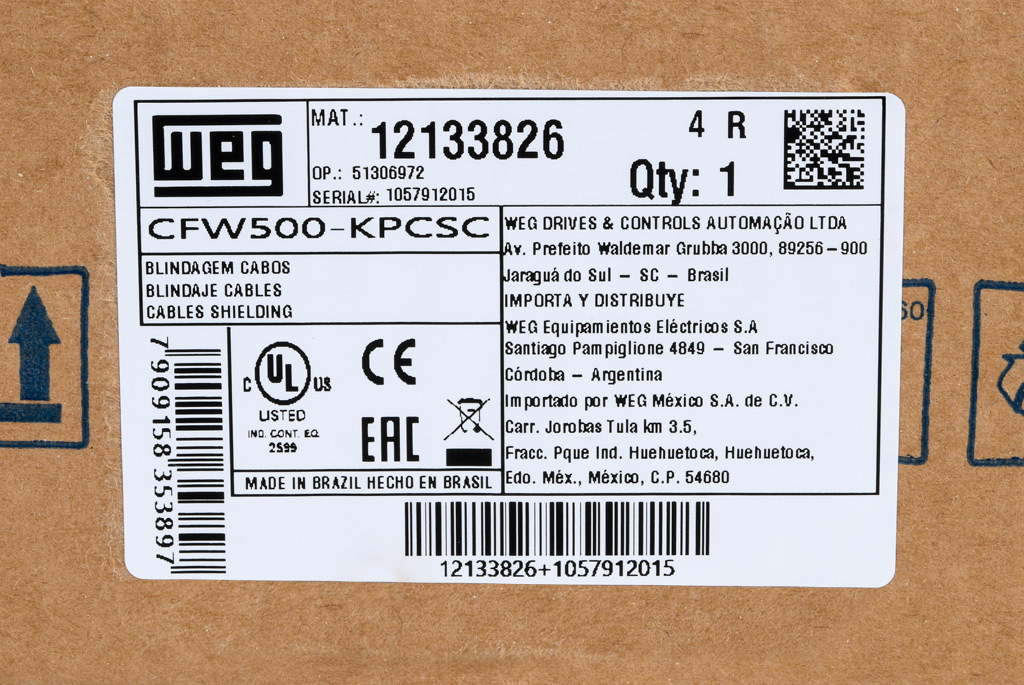 weg
MAT.: 12133826
4 R
OP.: 51306972
Qty: 1
SERIAL#: 1057912015
CFW500-KPCSC
BLINDAGEM CABOS
BLINDAJE CABLES
CABLES SHIELDING
WEG DRIVES & CONTROLS AUTOMAÇÃO LTDA
Av. Prefeito Waldemar Grubba 3000, 89256-900
Jaraguá do Sul - SC - Brasil
IMPORTA Y DISTRIBUYE
WEG Equipamientos Eléctricos S.A
Santiago Pampiglione 4849 - San Francisco
Córdoba - Argentina
Importado por WEG México S.A. de C.V.
Carr. Jorobas Tula km 3.5,
Fracc. Pque Ind. Huehuetoca, Huehuetoca,
Edo. Méx., México, C.P. 54680
7909158353897
C UL US
LISTED
IND. CONT. EQ.
2S99
CE
EAC
MADE IN BRAZIL HECHO EN BRASIL
12133826+1057912015
60